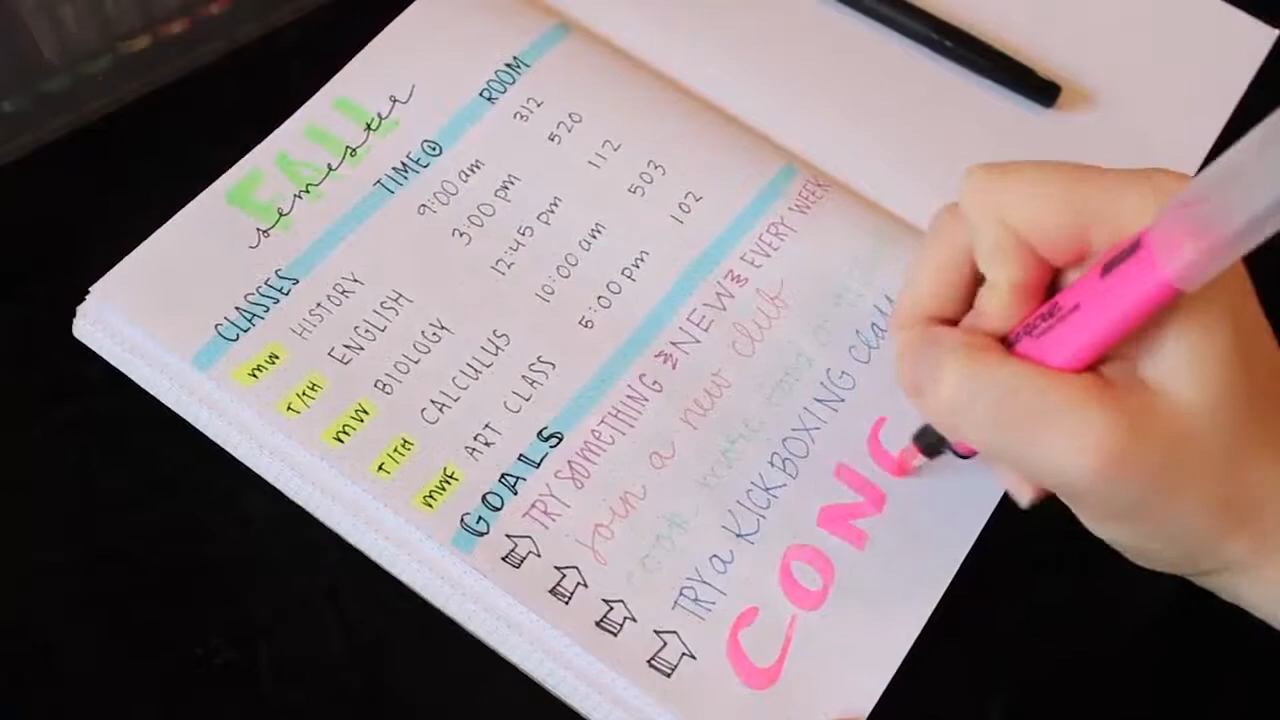 FALL
semester
CLASSES TIME ROOM
MW HISTORY 9:00 am 312
T/TH ENGLISH 3:00 pm 520
MW BIOLOGY 12:45 pm 112
T/TH CALCULUS 10:00 am 503
MWF ART CLASS 5:00 pm 102
GOALS
TRY SOMETHING NEW EVERY WEEK
join a new club
cook more
TRY a KICKBOXING class
CONG